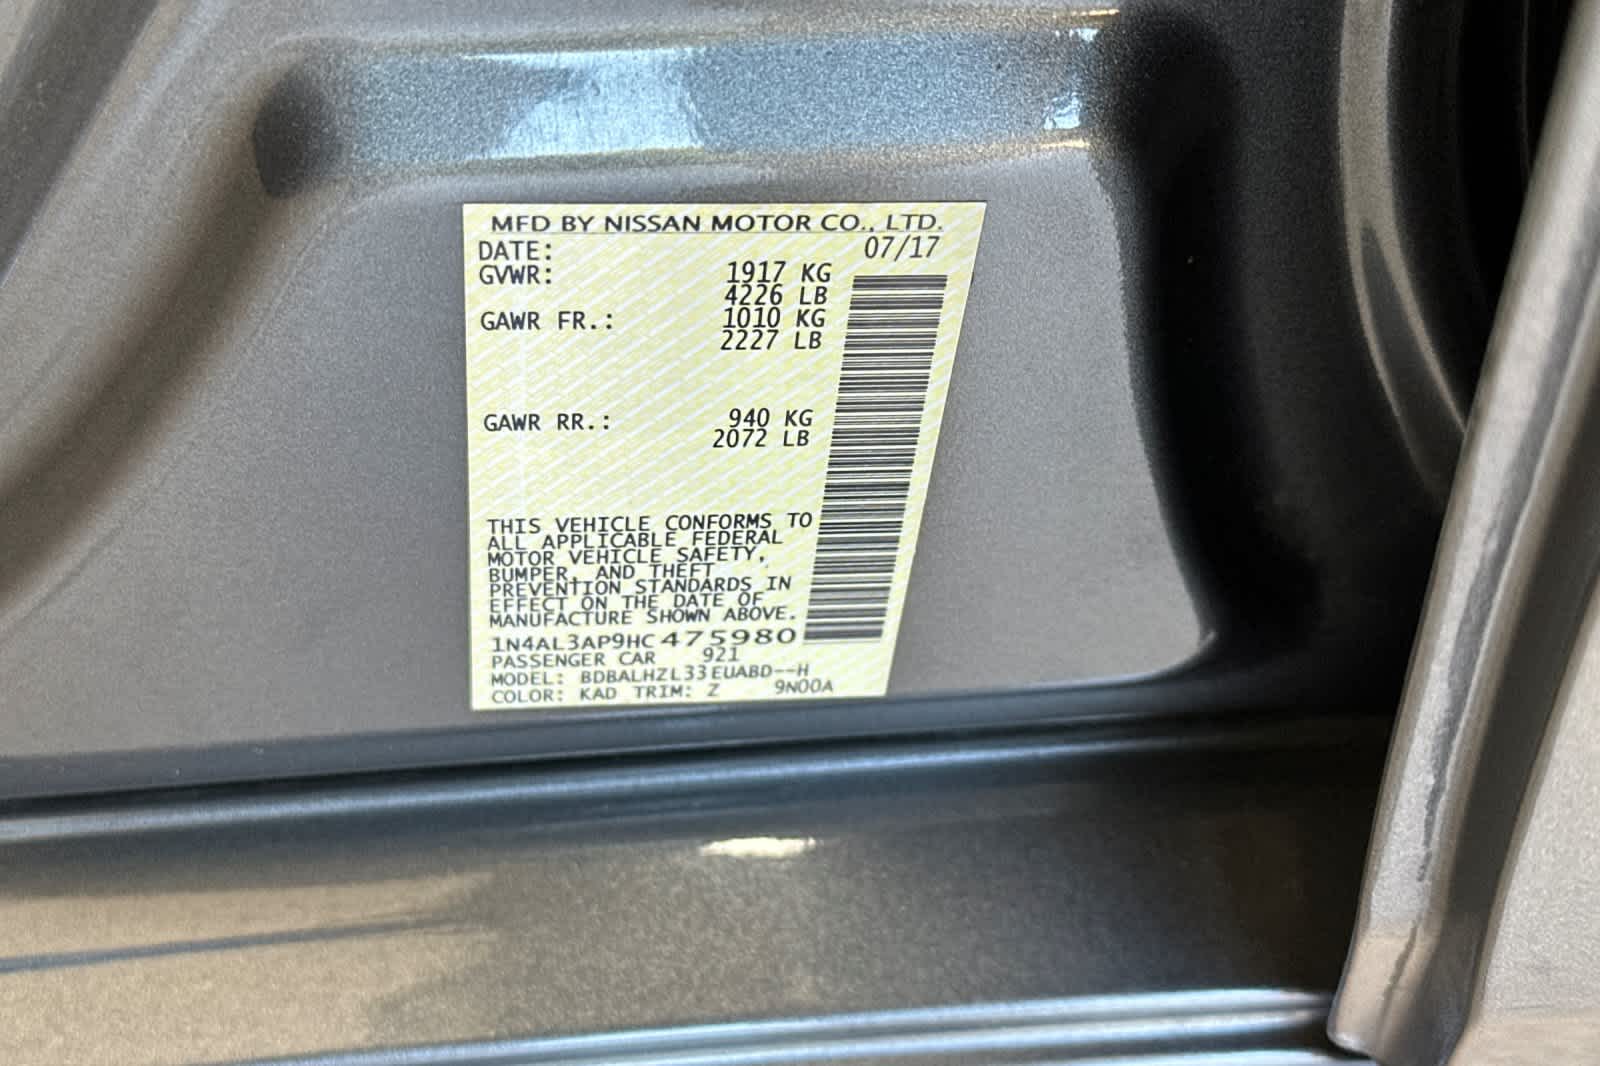 MFD BY NISSAN MOTOR CO., LTD.
DATE: 07/17
GVWR: 1917 KG
4226 LB
GAWR FR.: 1010 KG
2227 LB
GAWR RR.: 940 KG
2072 LB
THIS VEHICLE CONFORMS TO
ALL APPLICABLE FEDERAL
MOTOR VEHICLE SAFETY,
BUMPER, AND THEFT
PREVENTION STANDARDS IN
EFFECT ON THE DATE OF
MANUFACTURE SHOWN ABOVE.
1N4AL3AP9HC475980
PASSENGER CAR 921
MODEL: BDBALHZL33EUABD--H
COLOR: KAD TRIM: Z 9N00A